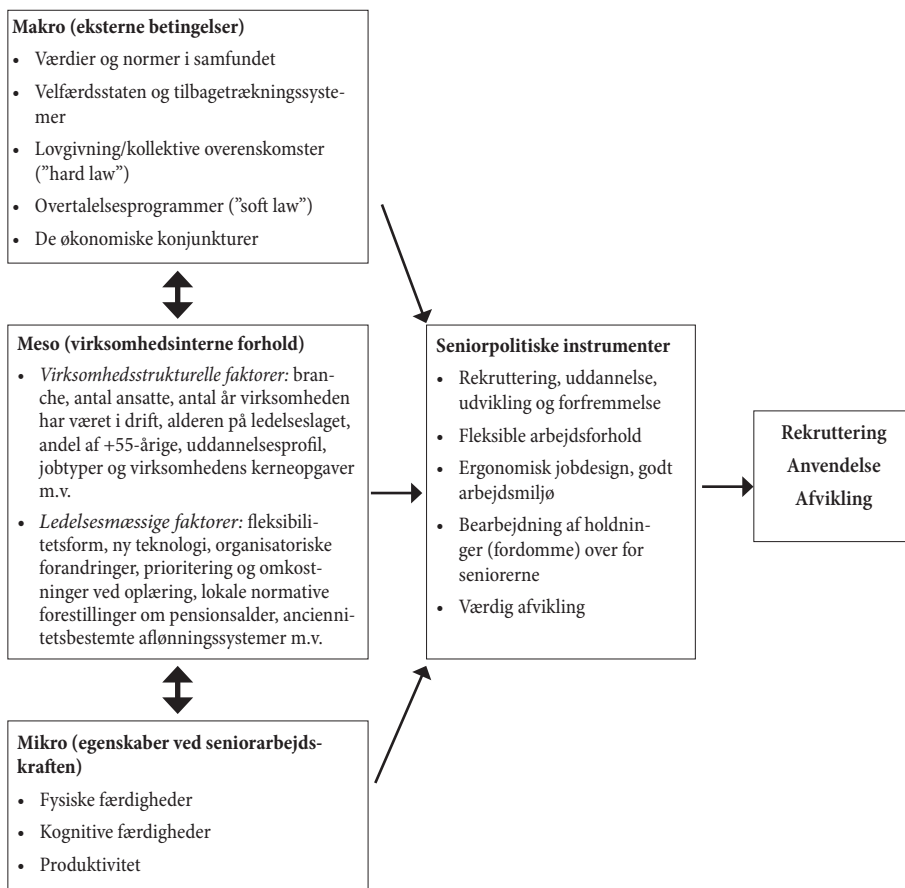 Makro (eksterne betingelser)
• Værdier og normer i samfundet
• Velfærdsstaten og tilbagetrækningssyste-
mer
• Lovgivning/kollektive overenskomster
(”hard law”)
• Overtalelsesprogrammer (”soft law”)
• De økonomiske konjunkturer
Meso (virksomhedsinterne forhold)
• Virksomhedsstrukturelle faktorer: bran-
che, antal ansatte, antal år virksomheden
har været i drift, alderen på ledelseslaget,
andel af +55-årige, uddannelsesprofil,
jobtyper og virksomhedens kerneopgaver
m.v.
• Ledelsesmæssige faktorer: fleksibili-
tetsform, ny teknologi, organisatoriske
forandringer, prioritering og omkost-
ninger ved oplæring, lokale normative
forestillinger om pensionsalder, ancienni-
tetsbestemte aflønningssystemer m.v.
Mikro (egenskaber ved seniorarbejds-
kraften)
• Fysiske færdigheder
• Kognitive færdigheder
• Produktivitet
Seniorpolitiske instrumenter
• Rekruttering, uddannelse,
udvikling og forfremmelse
• Fleksible arbejdsforhold
• Ergonomisk jobdesign, godt
arbejdsmiljø
• Bearbejdning af holdnin-
ger (fordomme) over for
seniorerne
• Værdig afvikling
Rekruttering
Anvendelse
Afvikling